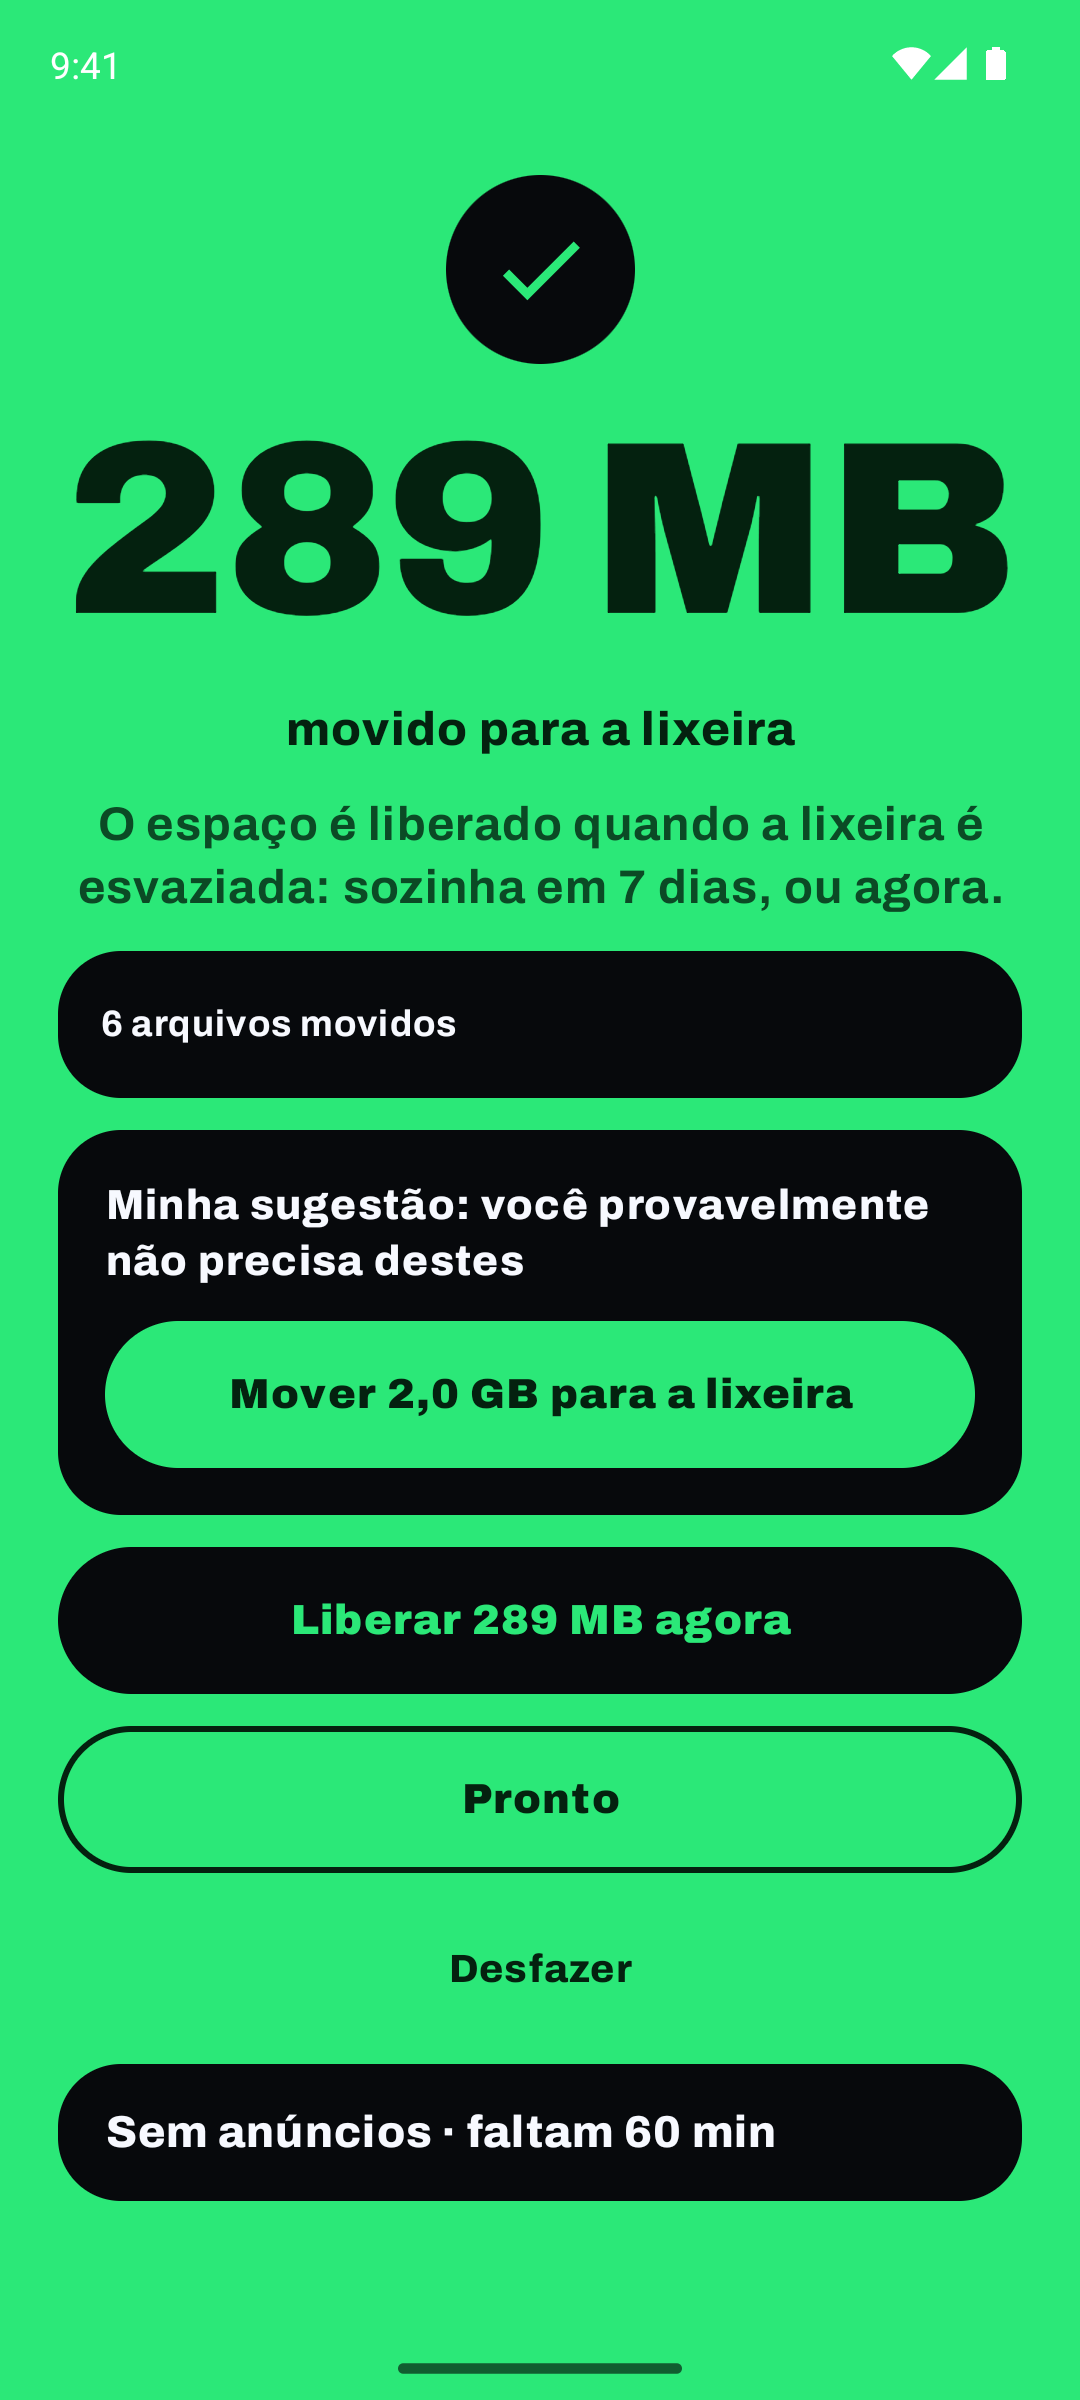 9:41
289 MB
movido para a lixeira
O espaço é liberado quando a lixeira é
esvaziada: sozinha em 7 dias, ou agora.
6 arquivos movidos
Minha sugestão: você provavelmente
não precisa destes
Mover 2,0 GB para a lixeira
Liberar 289 MB agora
Pronto
Desfazer
Sem anúncios · faltam 60 min